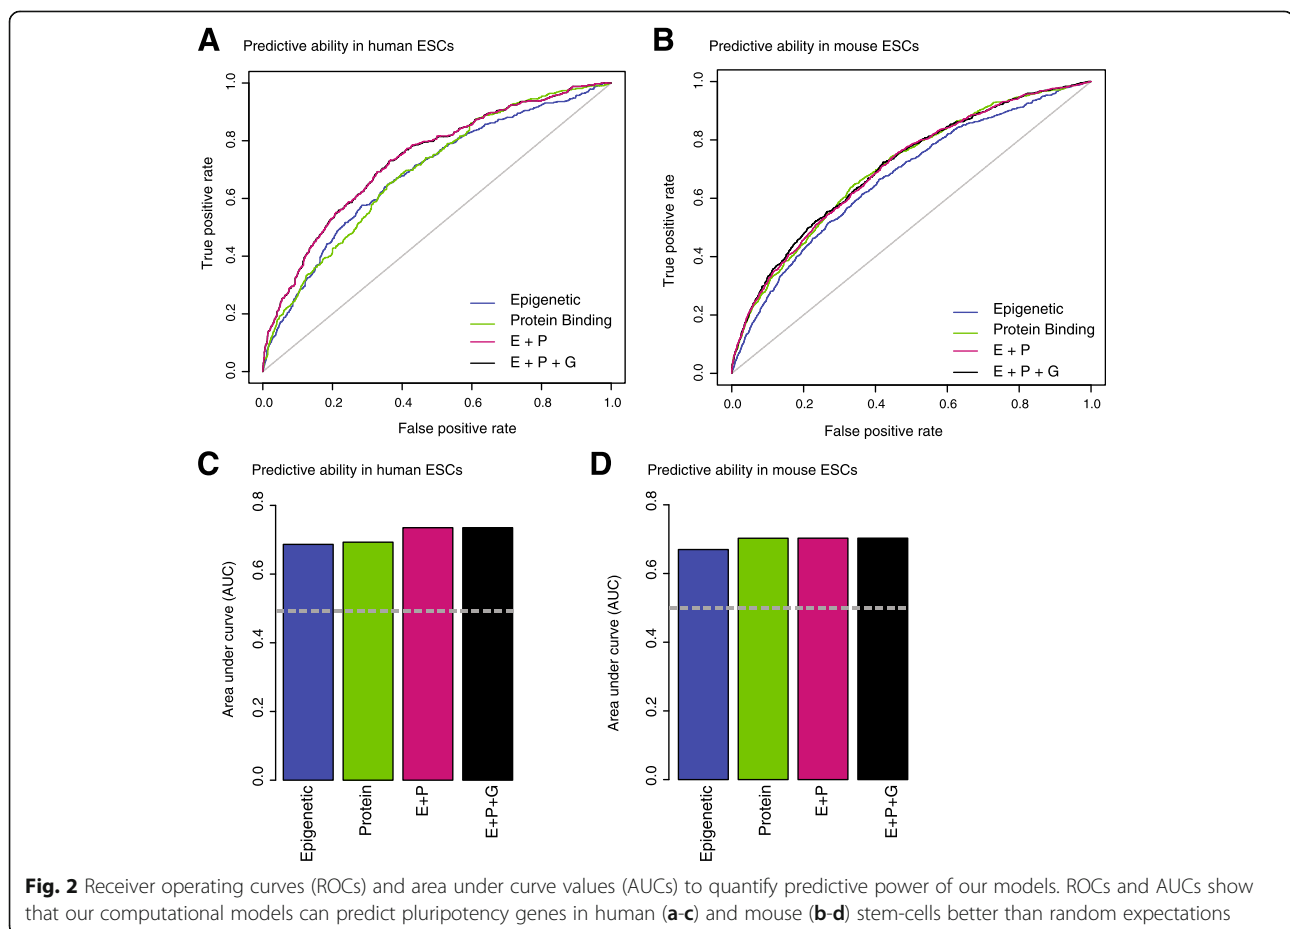 A Predictive ability in human ESCs
True positive rate
1.0
0.8
0.6
0.4
0.2
0.0
Epigenetic
Protein Binding
E + P
E + P + G
0.0 0.2 0.4 0.6 0.8 1.0
False positive rate
B Predictive ability in mouse ESCs
True positive rate
1.0
0.8
0.6
0.4
0.2
0.0
Epigenetic
Protein Binding
E + P
E + P + G
0.0 0.2 0.4 0.6 0.8 1.0
False positive rate
C Predictive ability in human ESCs
Area under curve (AUC)
0.8
0.6
0.4
0.2
0.0
Epigenetic
Protein
E+P
E+P+G
D Predictive ability in mouse ESCs
Area under curve (AUC)
0.8
0.6
0.4
0.2
0.0
Epigenetic
Protein
E+P
E+P+G
Fig. 2 Receiver operating curves (ROCs) and area under curve values (AUCs) to quantify predictive power of our models. ROCs and AUCs show
that our computational models can predict pluripotency genes in human (a-c) and mouse (b-d) stem-cells better than random expectations